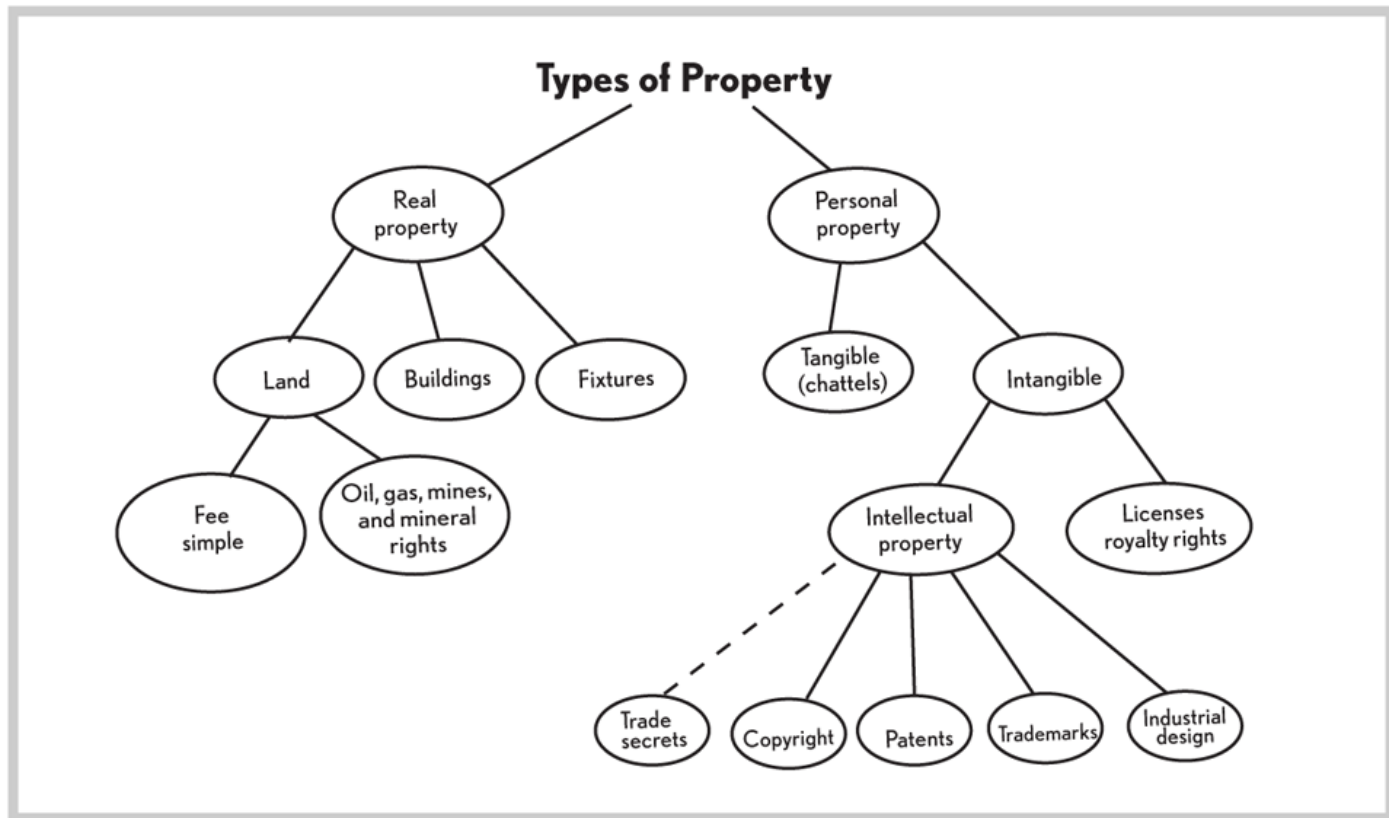 Types of Property
Real
property
Personal
property
Land
Buildings
Fixtures
Tangible
(chattels)
Intangible
Fee
simple
Oil, gas, mines,
and mineral
rights
Intellectual
property
Licenses
royalty rights
Trade
secrets
Copyright
Patents
Trademarks
Industrial
design